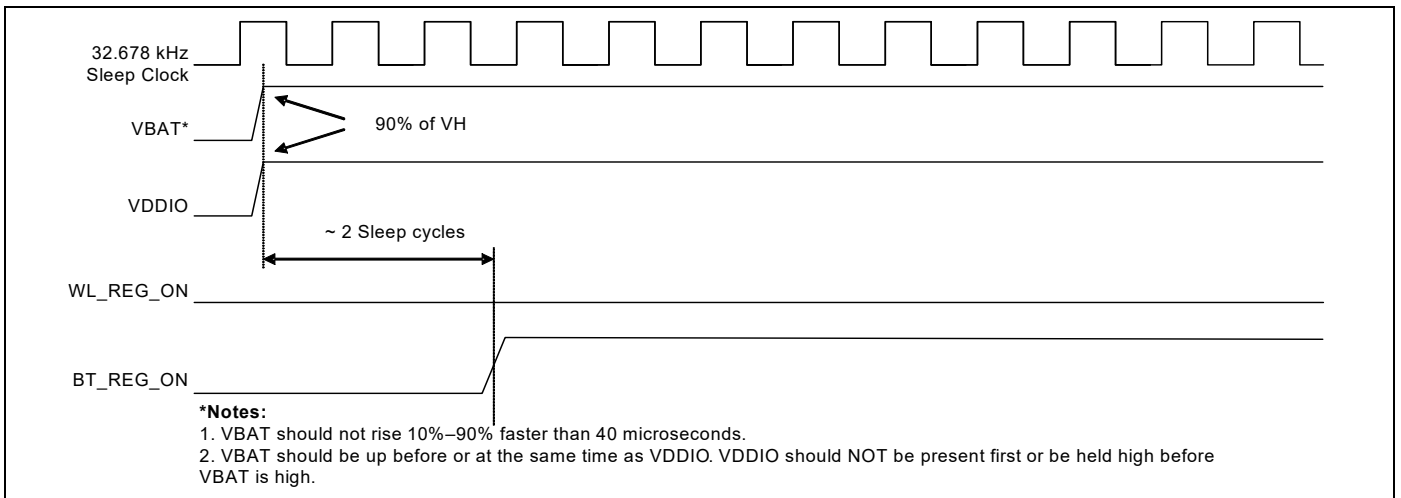 32.678 kHz
Sleep Clock
VBAT*
90% of VH
VDDIO
~ 2 Sleep cycles
WL_REG_ON
BT_REG_ON
*Notes:
1. VBAT should not rise 10%–90% faster than 40 microseconds.
2. VBAT should be up before or at the same time as VDDIO. VDDIO should NOT be present first or be held high before
VBAT is high.